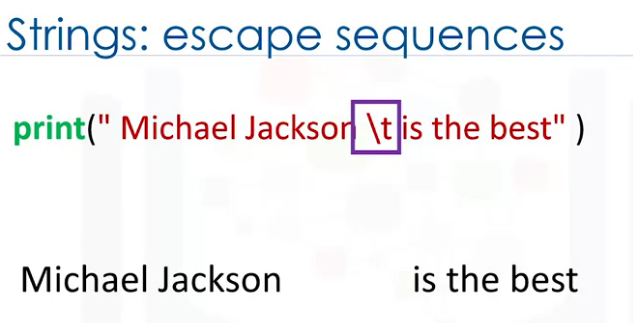 Strings: escape sequences
print(" Michael Jackson \t is the best" )
Michael Jackson is the best